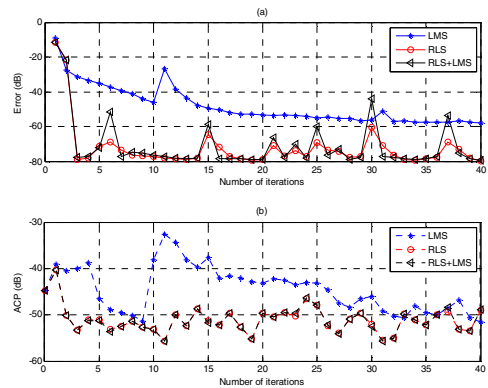 (a)
0
-20
-40
-60
-80
Error (dB)
LMS
RLS
RLS+LMS
0 5 10 15 20 25 30 35 40
Number of iterctions
(b)
-30
-40
-50
-60
ACP (dB)
LMS
RLS
RLS+LMS
0 5 10 15 20 25 30 35 40
Number of iterctions